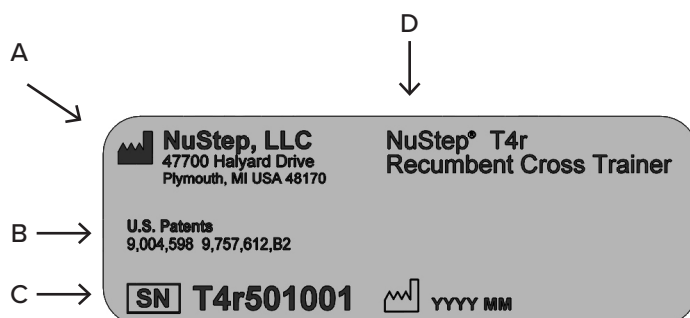 A
D
NuStep, LLC
47700 Halyard Drive
Plymouth, MI USA 48170
NuStep® T4r
Recumbent Cross Trainer
B
U.S. Patents
9,004,598 9,757,612,B2
C
SN T4r501001
YYYY MM